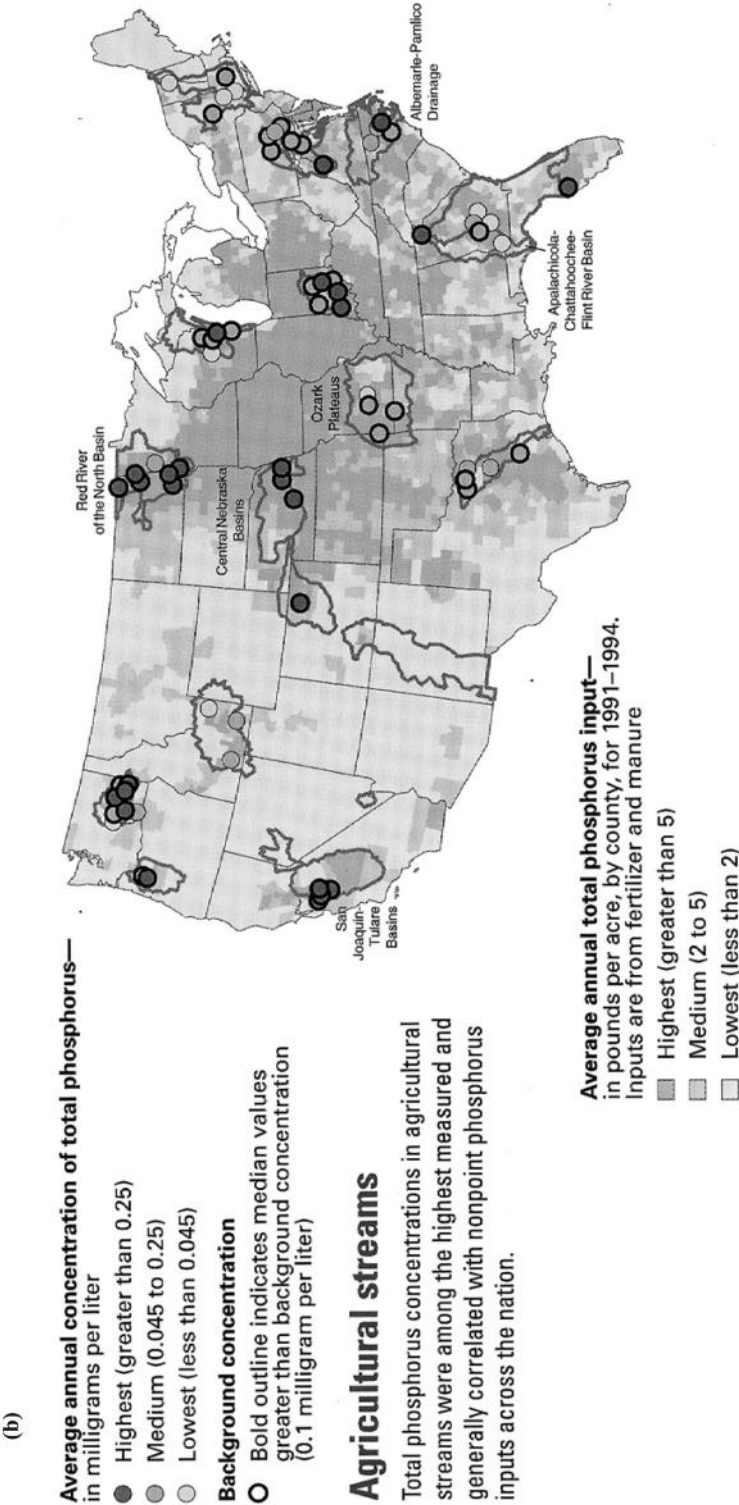 (b)
Average annual concentration of total phosphorus—
in milligrams per liter
Highest (greater than 0.25)
Medium (0.045 to 0.25)
Lowest (less than 0.045)
Background concentration
Bold outline indicates median values
greater than background concentration
(0.1 milligram per liter)
Agricultural streams
Total phosphorus concentrations in agricultural
streams were among the highest measured and
generally correlated with nonpoint phosphorus
inputs across the nation.
Red River
of the North Basin
Central Nebraska
Basins
Ozark
Plateaus
San
Joaquin-
Tulare
Basins
Albemarle-Pamlico
Drainage
Apalachicola-
Chattahoochee-
Flint River Basin
Average annual total phosphorus input—
in pounds per acre, by county, for 1991–1994.
Inputs are from fertilizer and manure
Highest (greater than 5)
Medium (2 to 5)
Lowest (less than 2)